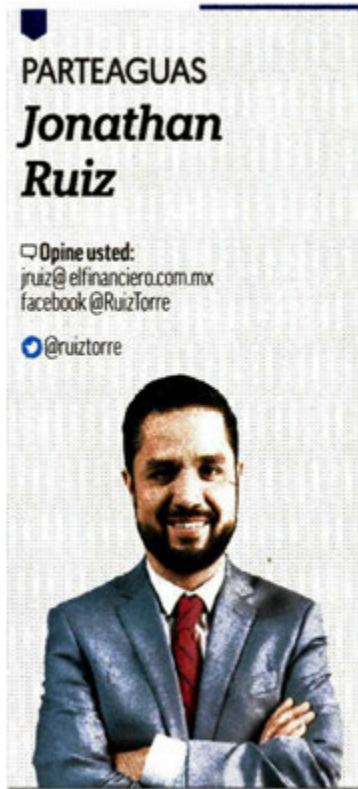 PARTEAGUAS
Jonathan
Ruiz
Opine usted:
jruiz@elfinanciero.com.mx
facebook @RuizTorre
@ruiztorre